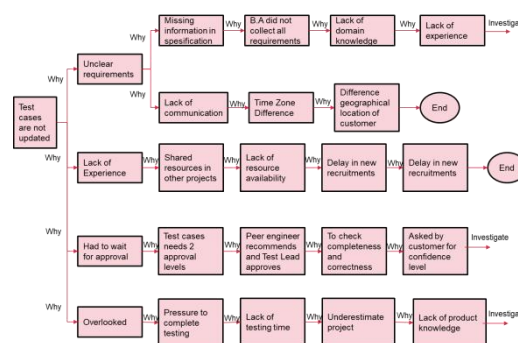 Why
Missing
information in
spesification
Why
B.A did not
collect all
requirements
Why
Lack of
domain
knowledge
Why
Lack of
experience
Investiga
Why
Unclear
requirements
Why
Lack of
communication
Why
Time Zone
Difference
Why
Difference
geographical
location of
customer
End
Test
cases
are not
updated
Why
Lack of
Experience
Why
Shared
resources in
other projects
Why
Lack of
resource
availability
Why
Delay in new
recruitments
Why
Delay in new
recruitments
End
Why
Had to wait
for approval
Why
Test cases
needs 2
approval
levels
Why
Peer engineer
recommends
and Test Lead
approves
Why
To check
completeness
and
correctness
Why
Asked by
customer for
confidence
level
Investigate
Why
Overlooked
Why
Pressure to
complete
testing
Why
Lack of
testing time
Why
Underestimate
project
Why
Lack of product
knowledge
Investiga